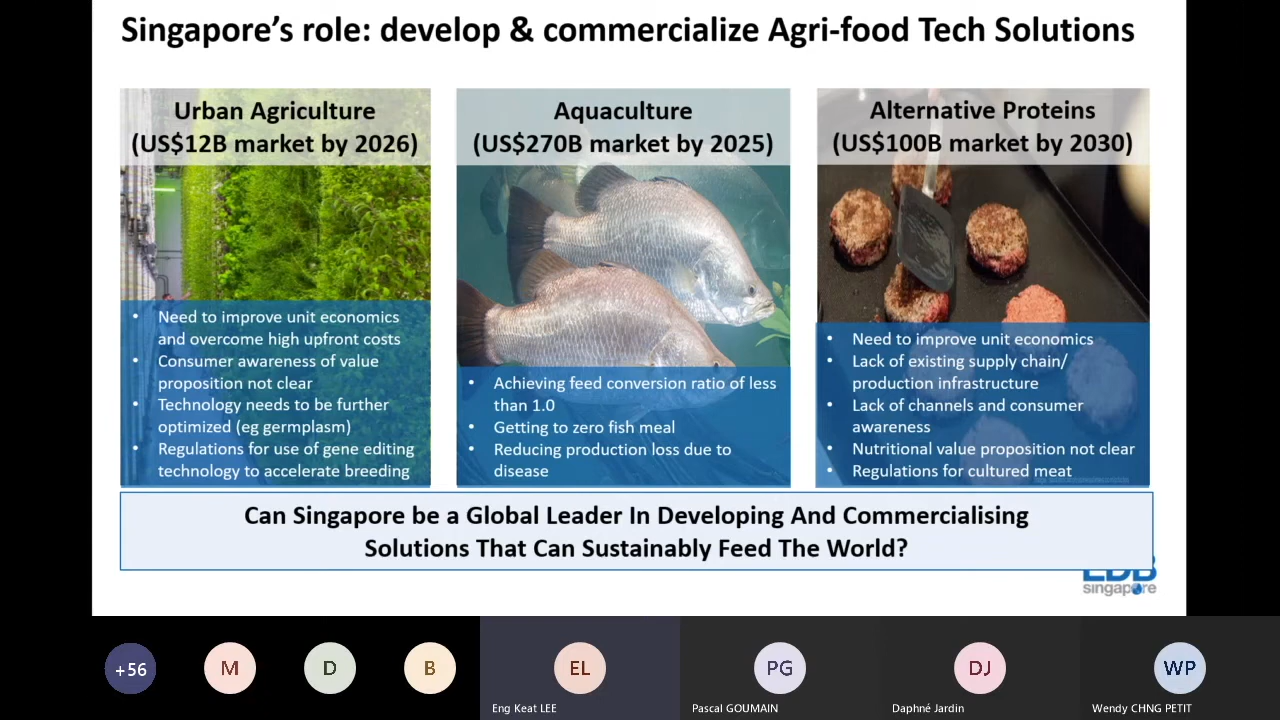 Singapore’s role: develop & commercialize Agri-food Tech Solutions
Urban Agriculture
(US$12B market by 2026)
• Need to improve unit economics
and overcome high upfront costs
• Consumer awareness of value
proposition not clear
• Technology needs to be further
optimized (eg germplasm)
• Regulations for use of gene editing
technology to accelerate breeding
Aquaculture
(US$270B market by 2025)
• Achieving feed conversion ratio of less
than 1.0
• Getting to zero fish meal
• Reducing production loss due to
disease
Alternative Proteins
(US$100B market by 2030)
• Need to improve unit economics
• Lack of existing supply chain/
production infrastructure
• Lack of channels and consumer
awareness
• Nutritional value proposition not clear
• Regulations for cultured meat
Can Singapore be a Global Leader In Developing And Commercialising
Solutions That Can Sustainably Feed The World?
EDB
singapore
+56
M
D
B
EL
PG
DJ
WP
Eng Keat LEE
Pascal GOUMAIN
Daphné Jardin
Wendy CHNG PETIT